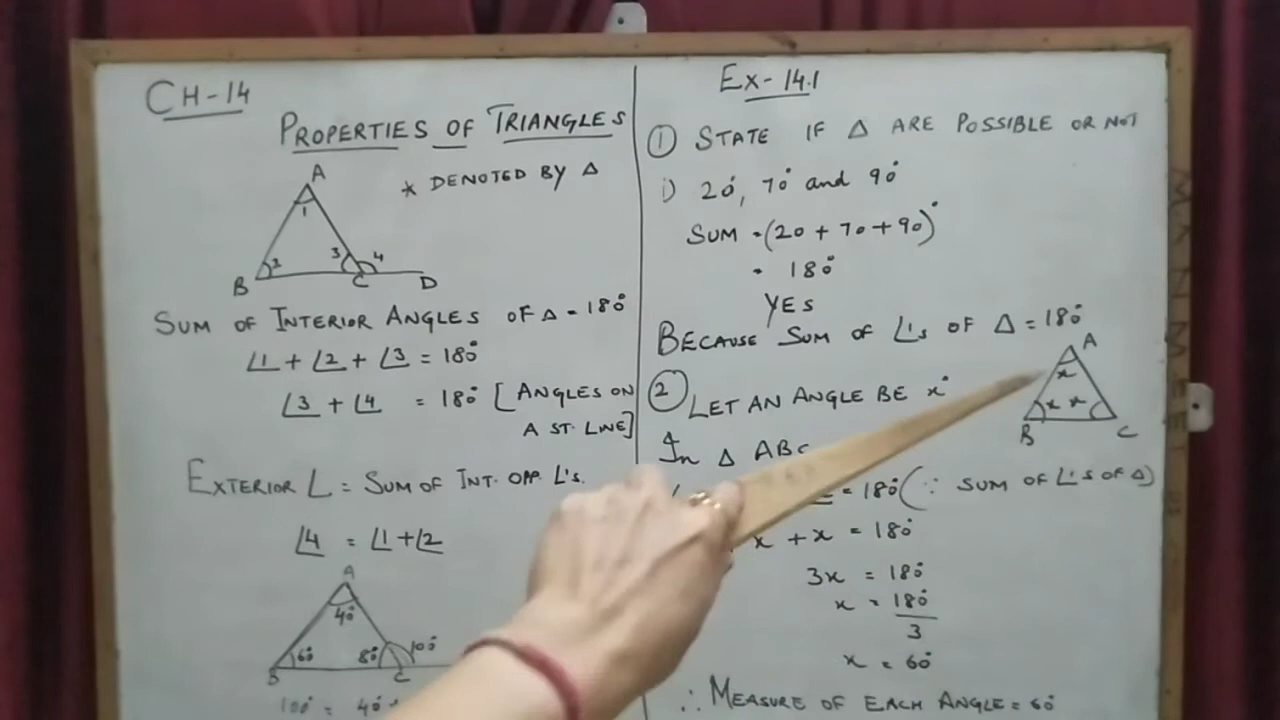 CH-14
PROPERTIES OF TRIANGLES
* DENOTED BY Δ
A
1
2
3
4
B
C
D
SUM OF INTERIOR ANGLES OF Δ = 180°
∠1 + ∠2 + ∠3 = 180°
∠3 + ∠4 = 180° [ANGLES ON
A ST. LINE]
EXTERIOR ∠ = SUM OF INT. OPP. ∠'s.
∠4 = ∠1+∠2
A
40°
60°
80°
100°
B
C
100° = 40°
Ex-14.1
① STATE IF Δ ARE POSSIBLE OR NOT
i) 20°, 70° and 90°
SUM = (20 + 70 + 90)°
= 180°
YES
BECAUSE SUM OF ∠'s OF Δ = 180°
② LET AN ANGLE BE x°
A
x
x
x
B
C
In Δ ABC
= 180° (∵ SUM OF ∠'S OF Δ)
x + x = 180°
3x = 180°
x = 180°
3
x = 60°
∴ MEASURE OF EACH ANGLE = 60°